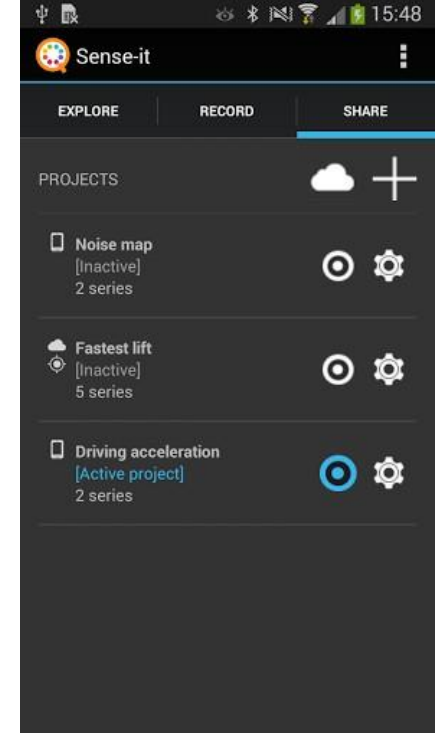 15:48
Sense-it
EXPLORE RECORD SHARE
PROJECTS
Noise map
[Inactive]
2 series
Fastest lift
[Inactive]
5 series
Driving acceleration
[Active project]
2 series